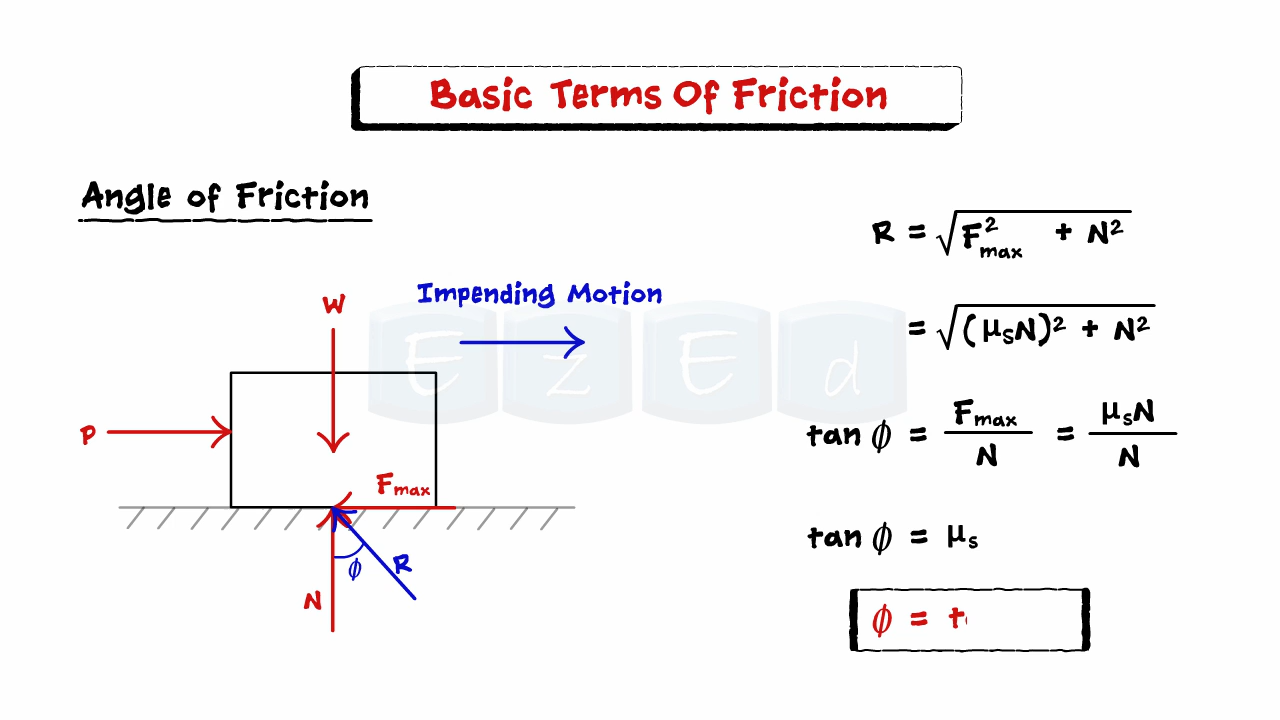 Basic Terms Of Friction
Angle of Friction
R = √F²max + N²
Impending Motion
W
= √(μsN)² + N²
E z E d
P
tan φ = Fmax / N = μsN / N
Fmax
tan φ = μs
φ
R
N
φ = t